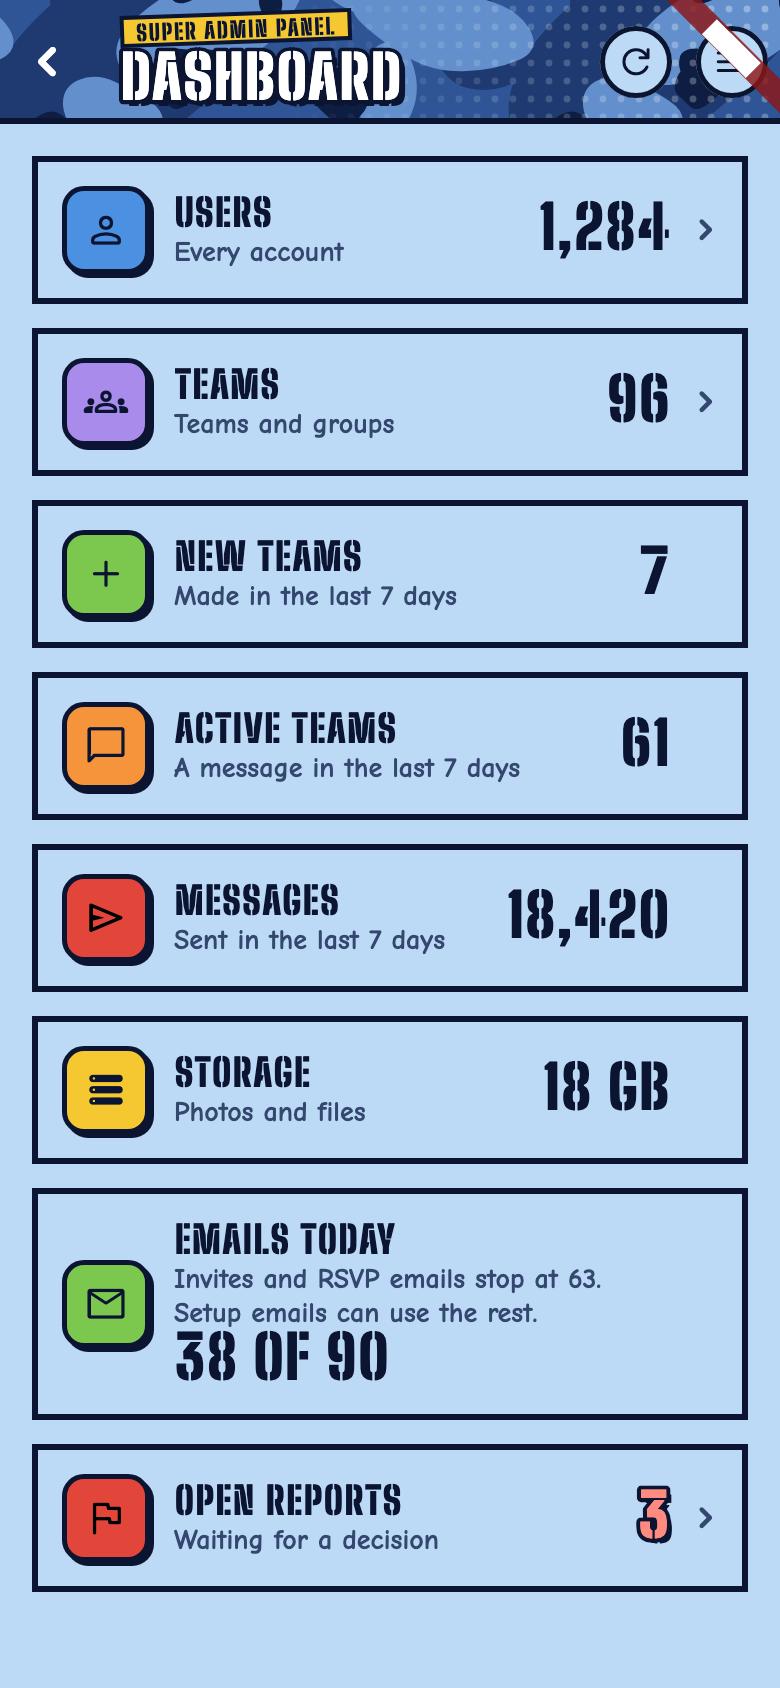 SUPER ADMIN PANEL
DASHBOARD
USERS
Every account
1,284
TEAMS
Teams and groups
96
NEW TEAMS
Made in the last 7 days
7
ACTIVE TEAMS
A message in the last 7 days
61
MESSAGES
Sent in the last 7 days
18,420
STORAGE
Photos and files
18 GB
EMAILS TODAY
Invites and RSVP emails stop at 63.
Setup emails can use the rest.
38 OF 90
OPEN REPORTS
Waiting for a decision
3